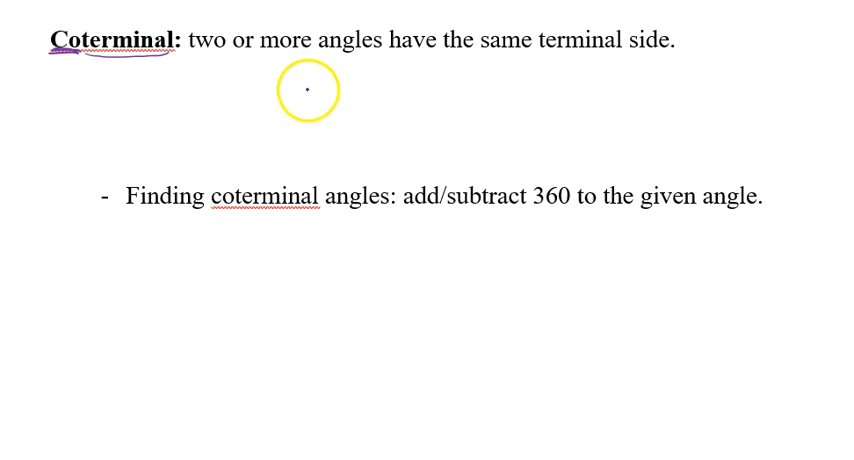 Coterminal: two or more angles have the same terminal side.
- Finding coterminal angles: add/subtract 360 to the given angle.